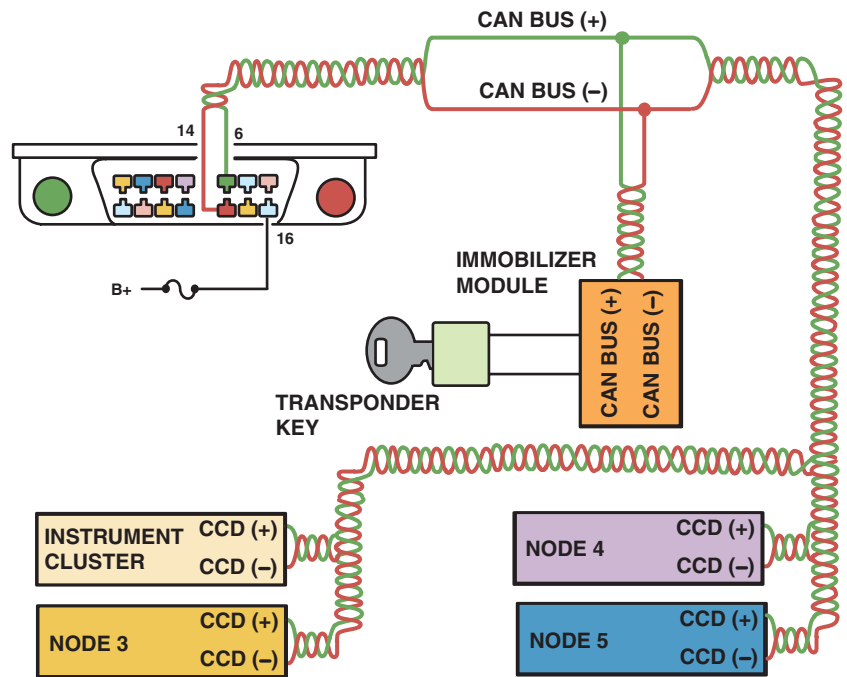 CAN BUS (+)
CAN BUS (–)
14
6
16
B+
IMMOBILIZER
MODULE
CAN BUS (+)
CAN BUS (–)
TRANSPONDER
KEY
INSTRUMENT
CLUSTER
CCD (+)
CCD (–)
NODE 3
CCD (+)
CCD (–)
NODE 4
CCD (+)
CCD (–)
NODE 5
CCD (+)
CCD (–)